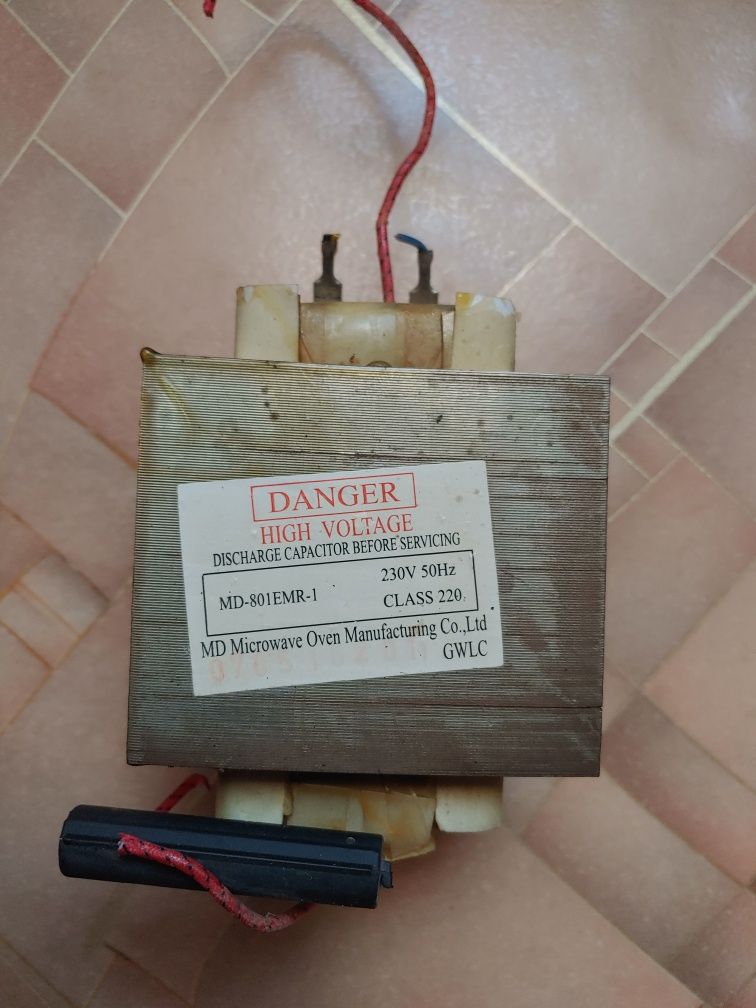 DANGER
HIGH VOLTAGE
DISCHARGE CAPACITOR BEFORE SERVICING
MD-801EMR-1
230V 50Hz
CLASS 220
MD Microwave Oven Manufacturing Co.,Ltd
GWLC